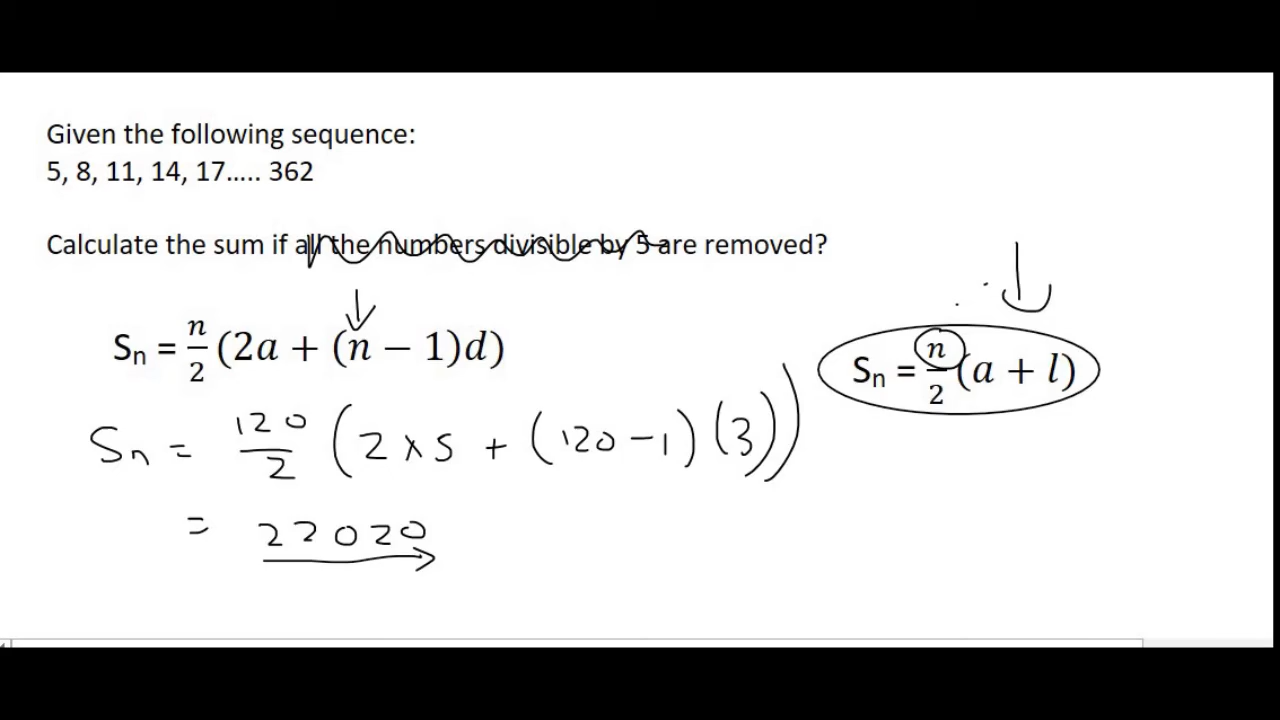 Given the following sequence:
5, 8, 11, 14, 17..... 362
Calculate the sum if all the numbers divisible by 5 are removed?
Sn = n/2 (2a + (n − 1)d)
Sn = n/2 (a + l)
Sn = 120/2 (2 × 5 + (120 − 1) (3))
= 22020